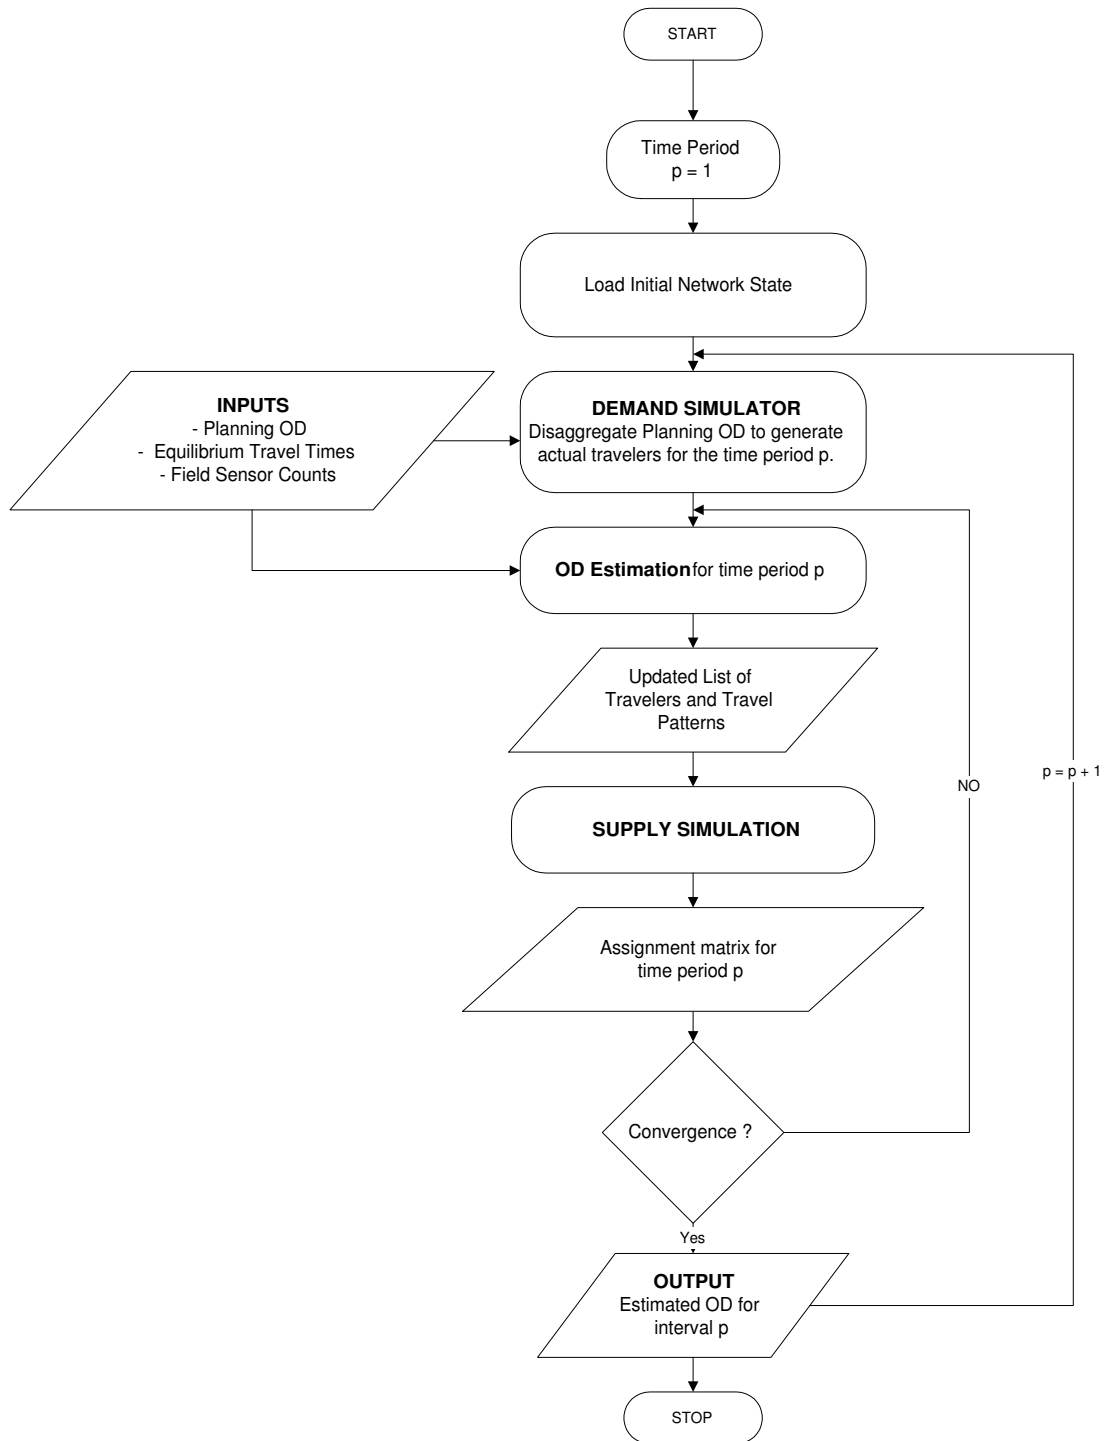 START
Time Period
p = 1
Load Initial Network State
INPUTS
- Planning OD
- Equilibrium Travel Times
- Field Sensor Counts
DEMAND SIMULATOR
Disaggregate Planning OD to generate
actual travelers for the time period p.
OD Estimation for time period p
Updated List of
Travelers and Travel
Patterns
SUPPLY SIMULATION
Assignment matrix for
time period p
Convergence ?
NO
p = p + 1
Yes
OUTPUT
Estimated OD for
interval p
STOP